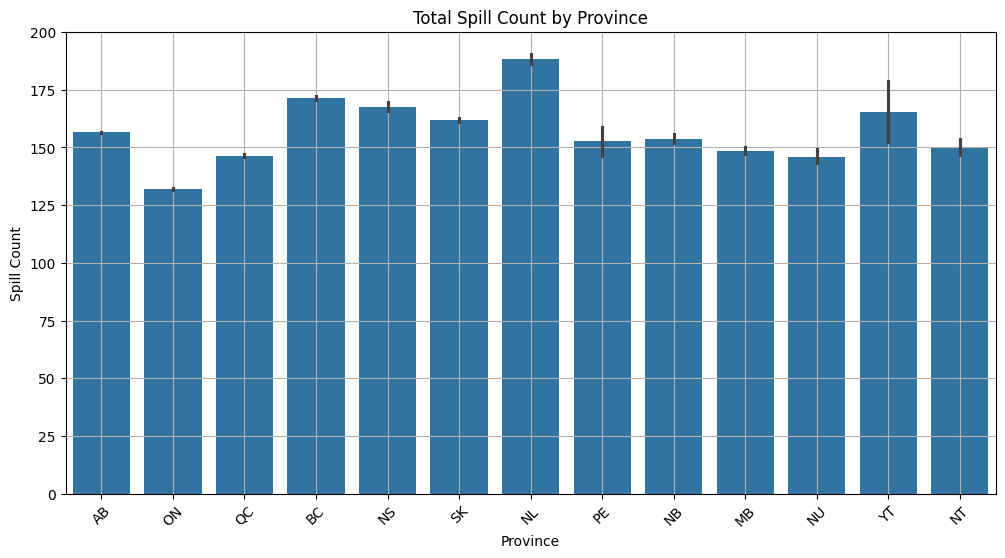 Total Spill Count by Province
200
175
150
125
100
75
50
25
0
Spill Count
AB ON QC BC NS SK NL PE NB MB NU YT NT
Province